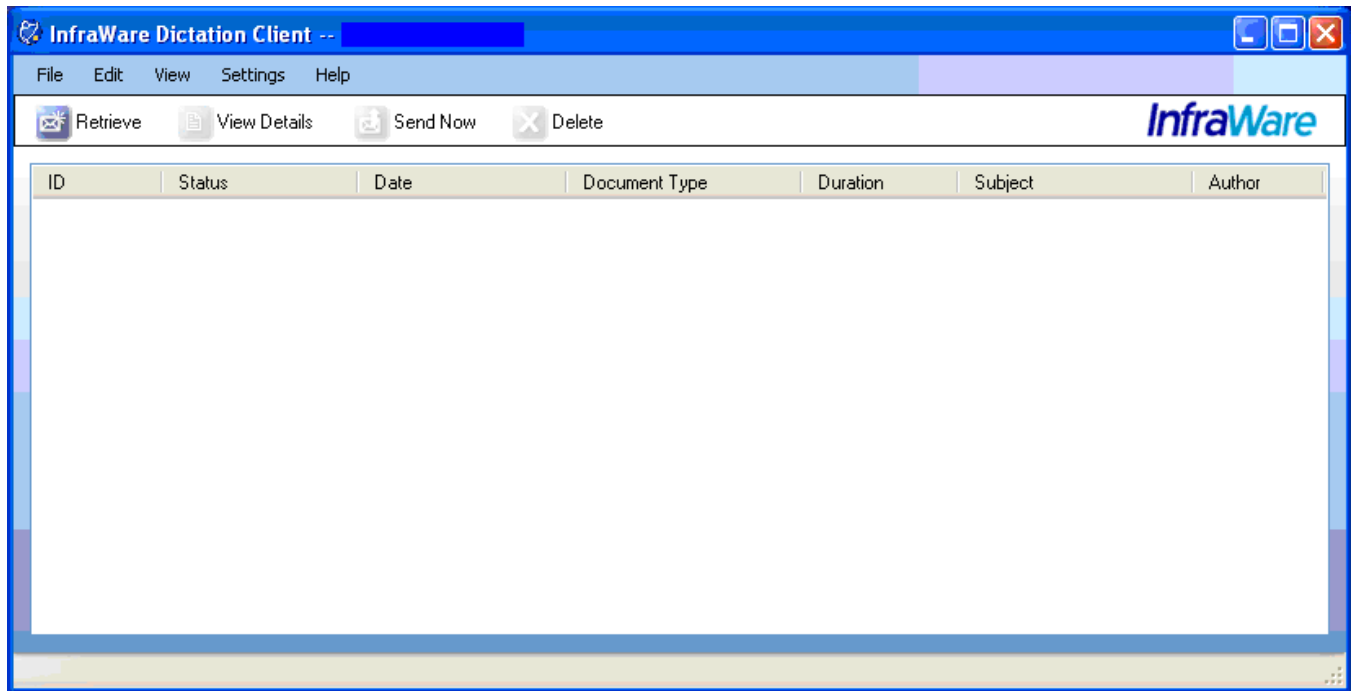 InfraWare Dictation Client --
File Edit View Settings Help
Retrieve View Details Send Now Delete InfraWare
ID Status Date Document Type Duration Subject Author